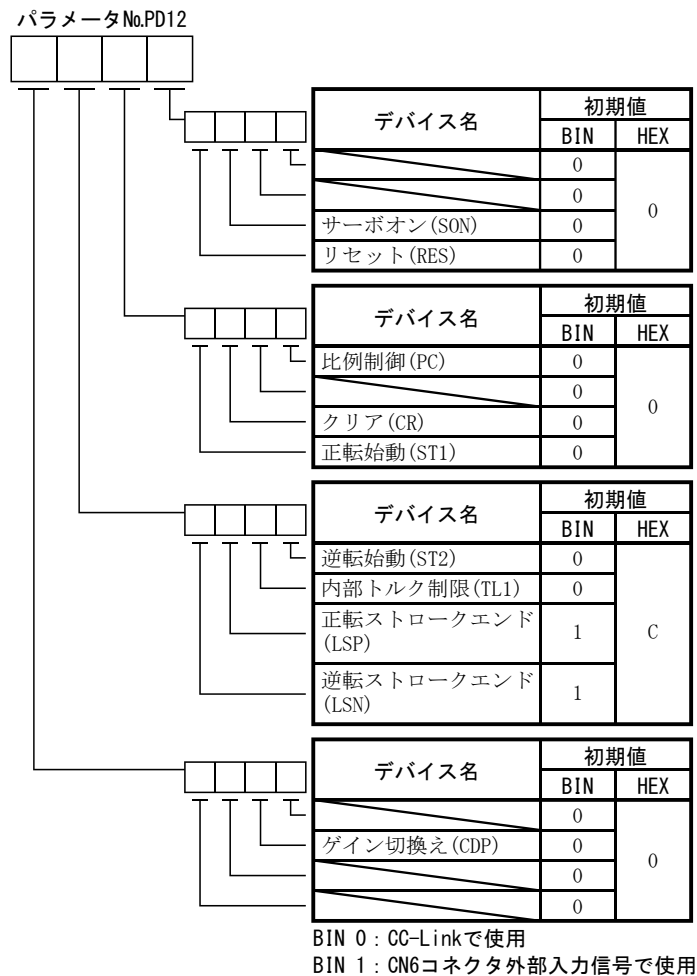 パラメータ№PD12
デバイス名 初期値
BIN HEX
0 0
0
サーボオン(SON) 0
リセット(RES) 0
デバイス名 初期値
BIN HEX
比例制御(PC) 0 0
0
クリア(CR) 0
正転始動(ST1) 0
デバイス名 初期値
BIN HEX
逆転始動(ST2) 0 C
内部トルク制限(TL1) 0
正転ストロークエンド
(LSP) 1
逆転ストロークエンド
(LSN) 1
デバイス名 初期値
BIN HEX
0 0
ゲイン切換え(CDP) 0
0
0
BIN 0：CC-Linkで使用
BIN 1：CN6コネクタ外部入力信号で使用